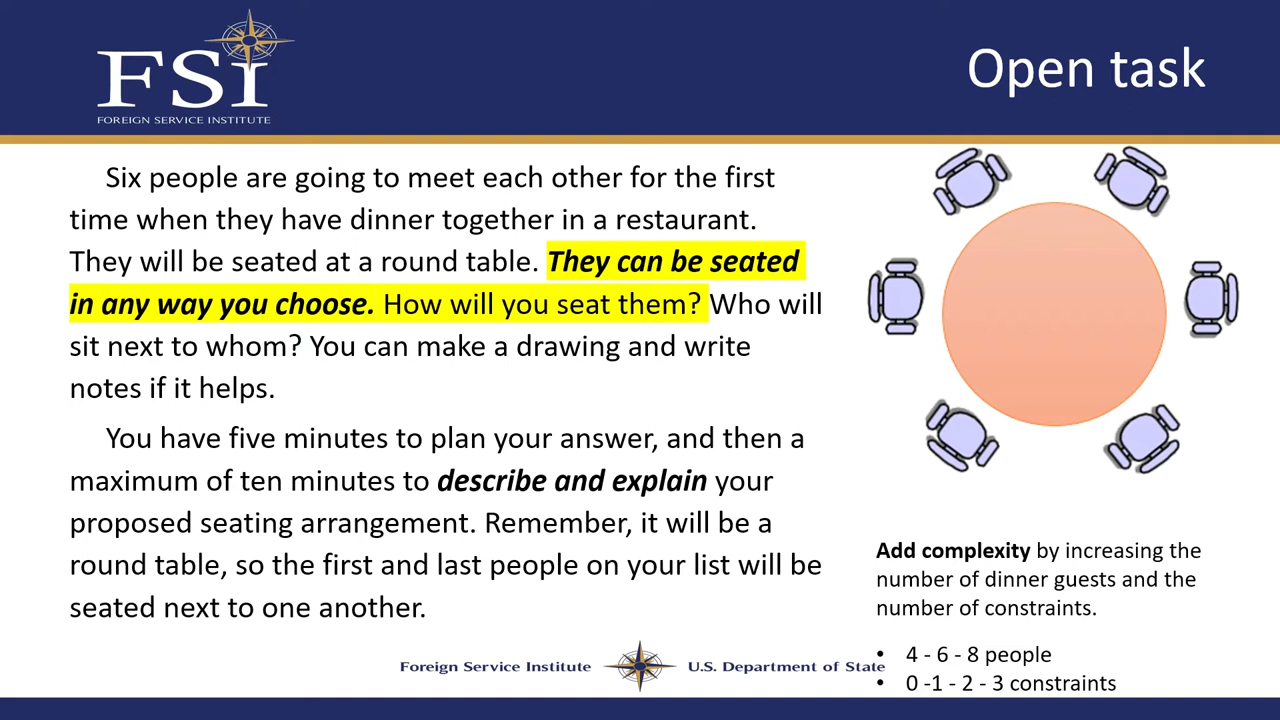 FSI
FOREIGN SERVICE INSTITUTE
Open task
Six people are going to meet each other for the first
time when they have dinner together in a restaurant.
They will be seated at a round table. They can be seated
in any way you choose. How will you seat them? Who will
sit next to whom? You can make a drawing and write
notes if it helps.
You have five minutes to plan your answer, and then a
maximum of ten minutes to describe and explain your
proposed seating arrangement. Remember, it will be a
round table, so the first and last people on your list will be
seated next to one another.
Add complexity by increasing the
number of dinner guests and the
number of constraints.
• 4 - 6 - 8 people
• 0 -1 - 2 - 3 constraints
Foreign Service Institute U.S. Department of State